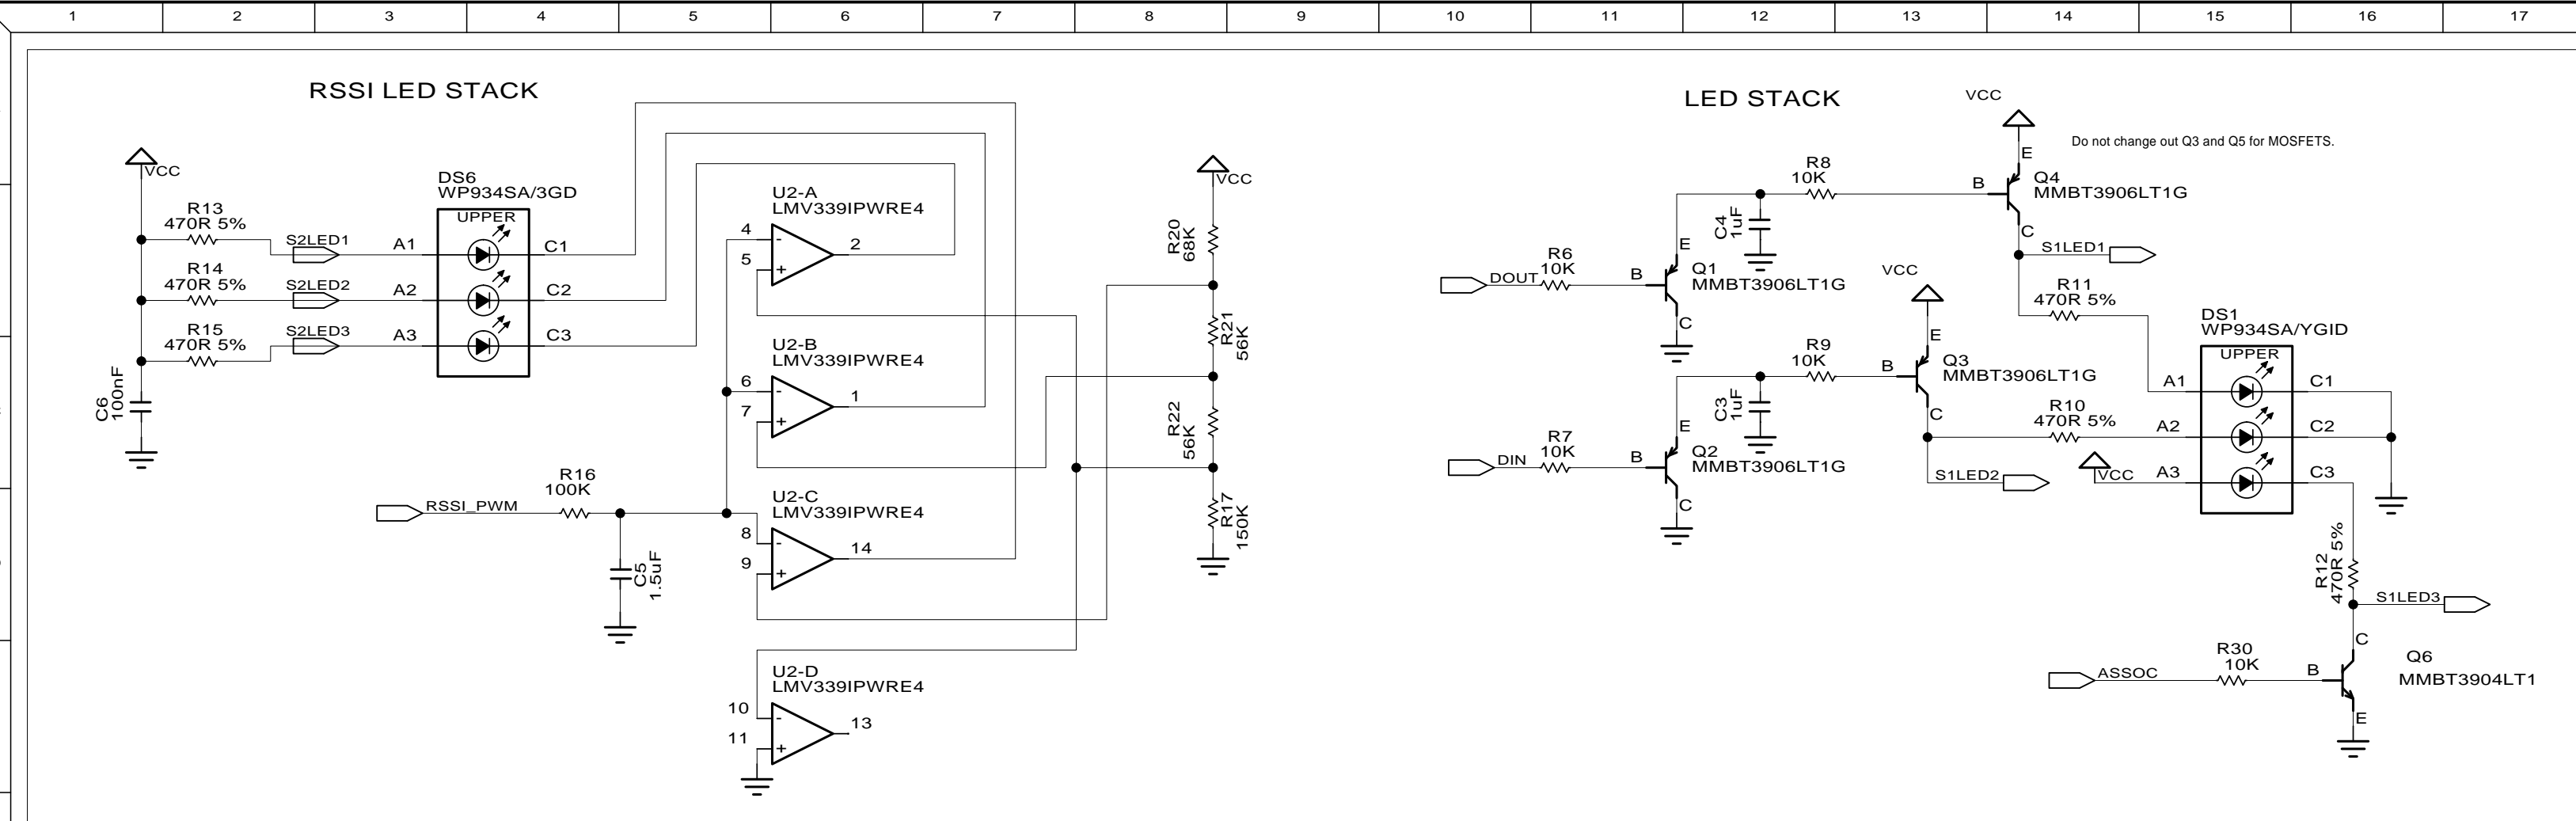 1 2 3 4 5 6 7 8 9 10 11 12 13 14 15 16 17
RSSI LED STACK
VCC
R13
470R 5%
S2LED1
R14
470R 5%
S2LED2
R15
470R 5%
S2LED3
C6
100nF
DS6
WP934SA/3GD
UPPER
A1
C1
A2
C2
A3
C3
U2-A
LMV339IPWRE4
4
-
2
5
+
U2-B
LMV339IPWRE4
6
-
1
7
+
U2-C
LMV339IPWRE4
8
-
14
9
+
U2-D
LMV339IPWRE4
10
-
13
11
+
RSSI_PWM
R16
100K
C5
1.5uF
VCC
R20
68K
R21
56K
R22
56K
R17
150K
LED STACK
VCC
Do not change out Q3 and Q5 for MOSFETS.
R8
10K
C4
1uF
B
E
C
Q4
MMBT3906LT1G
S1LED1
DOUT
R6
10K
B
E
C
Q1
MMBT3906LT1G
VCC
R9
10K
C3
1uF
B
E
C
Q3
MMBT3906LT1G
S1LED2
DIN
R7
10K
B
E
C
Q2
MMBT3906LT1G
R11
470R 5%
R10
470R 5%
VCC
DS1
WP934SA/YGID
UPPER
A1
C1
A2
C2
A3
C3
R12
470R 5%
S1LED3
ASSOC
R30
10K
B
C
E
Q6
MMBT3904LT1